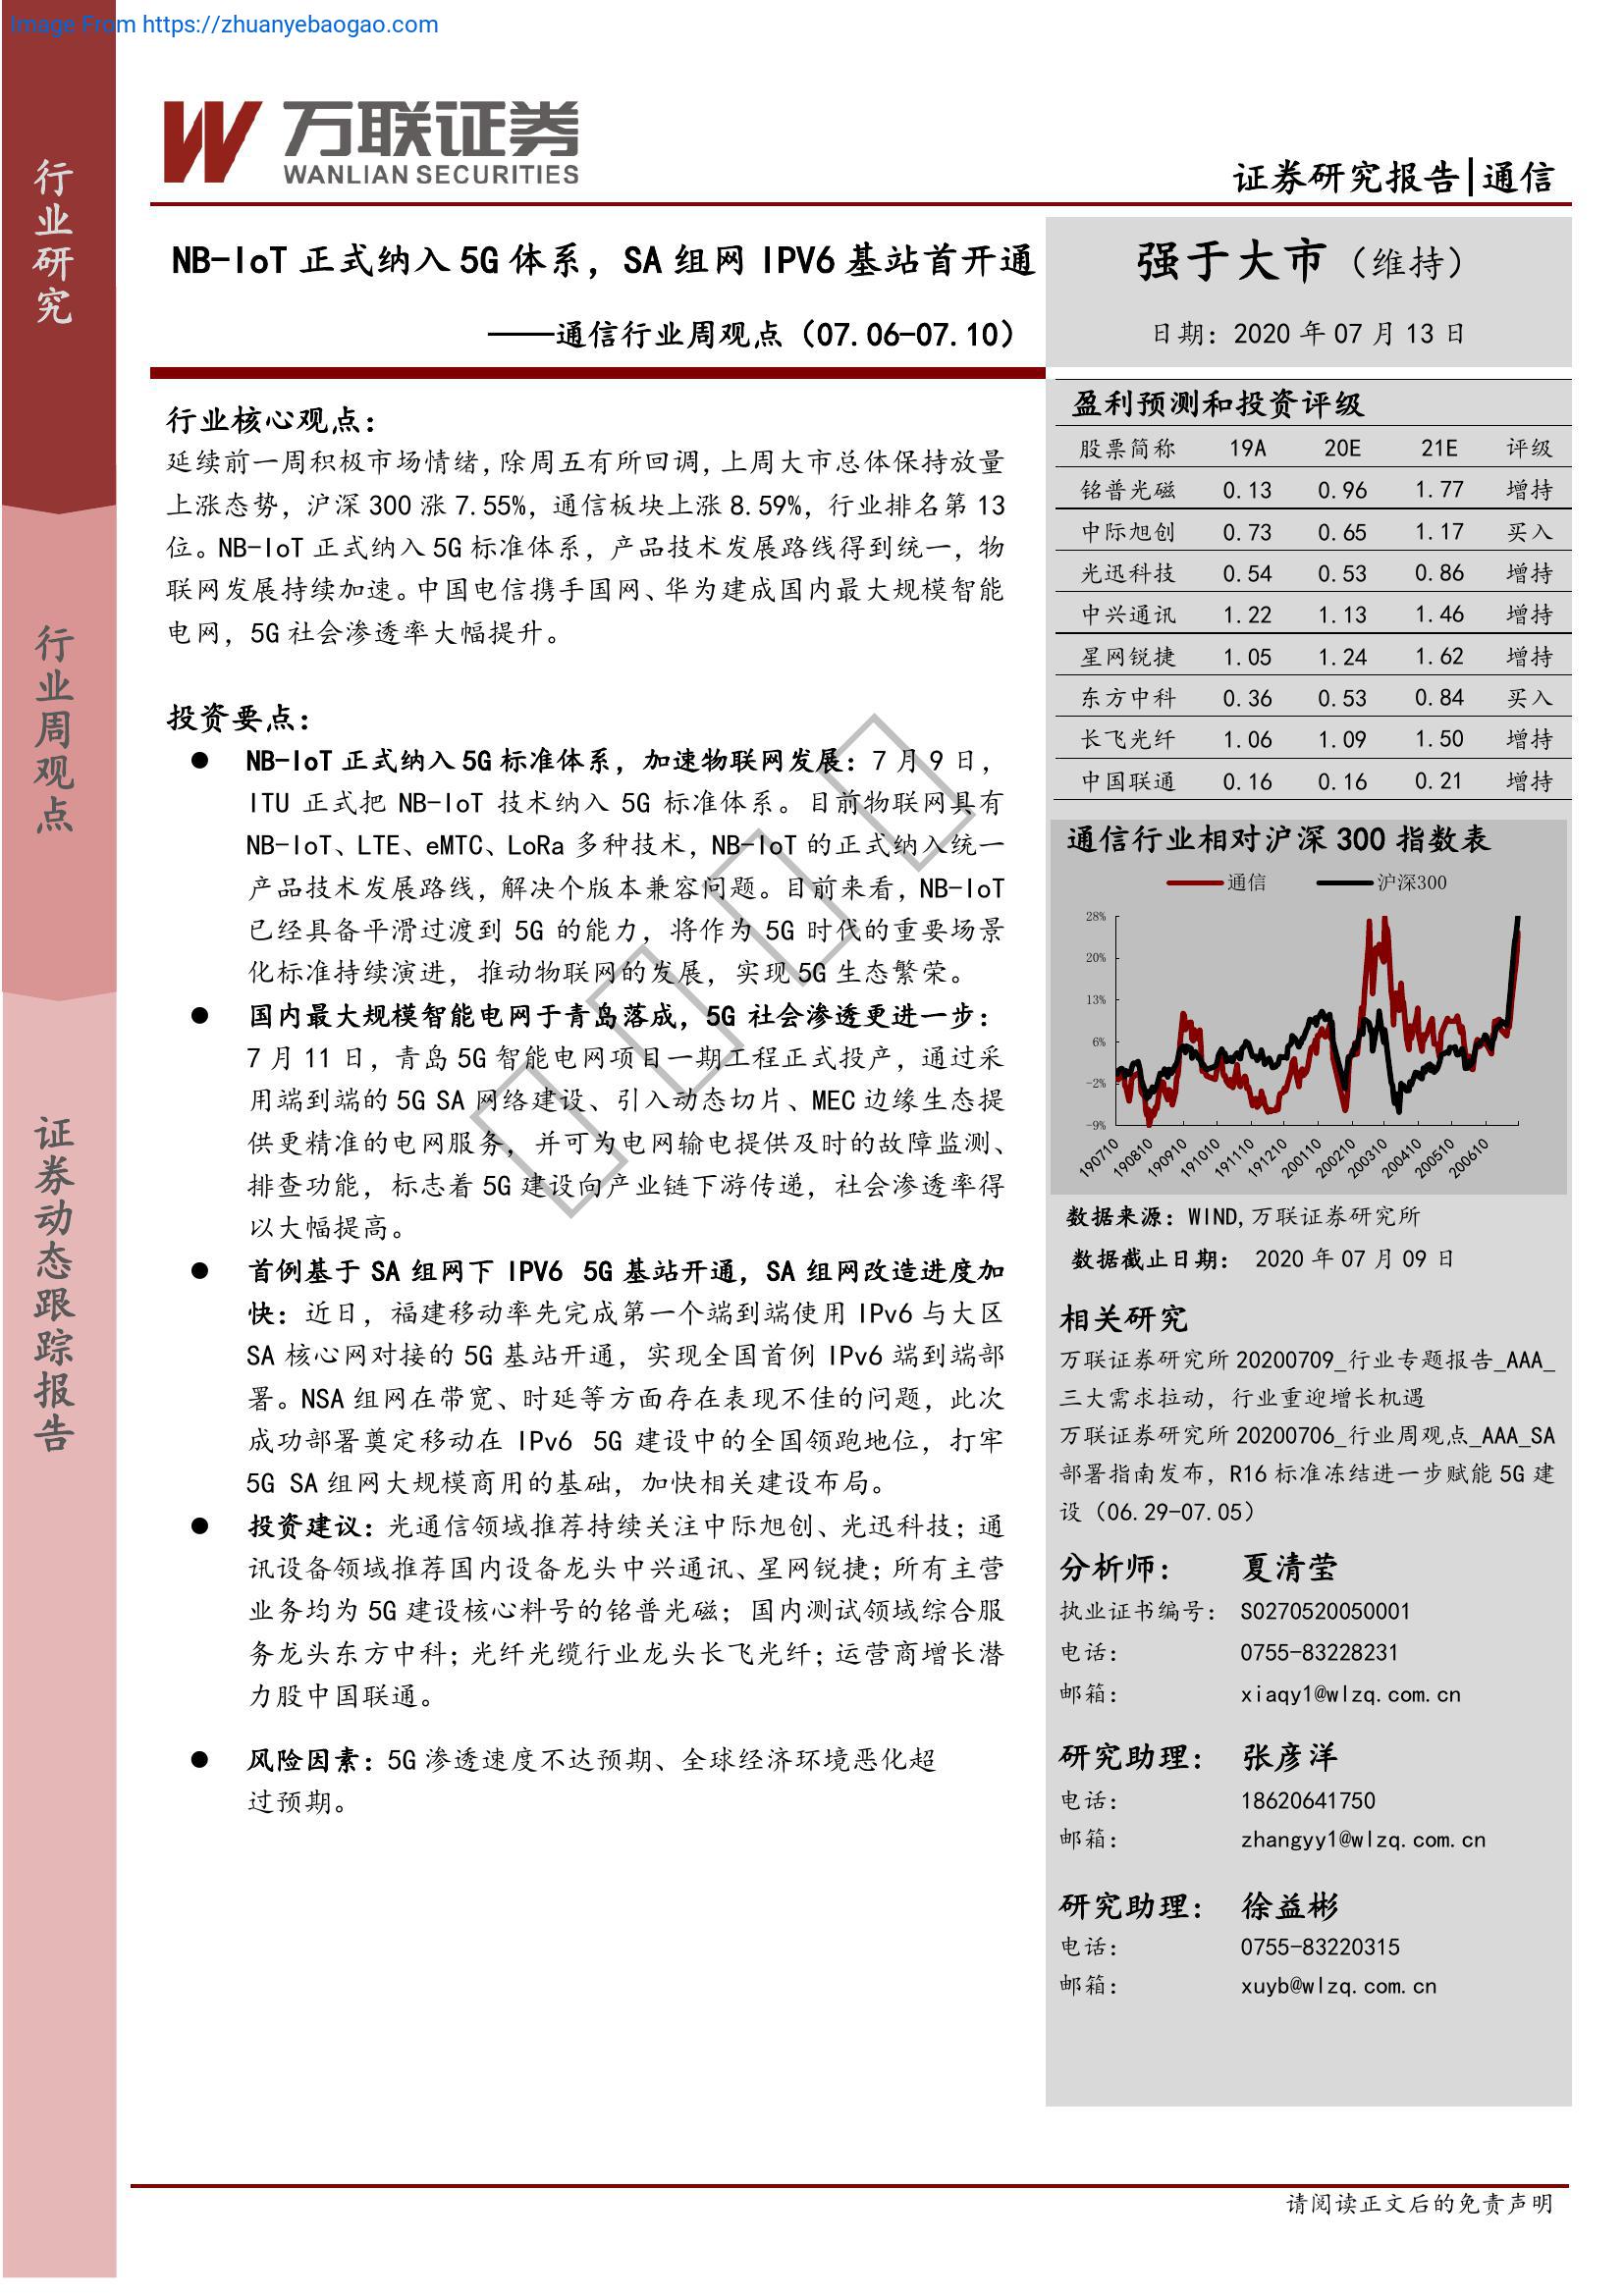 Image From https://zhuanyebaogao.com
行业研究
行业周观点
证券动态跟踪报告
万联证券
WANLIAN SECURITIES
证券研究报告|通信
NB-IoT 正式纳入 5G 体系，SA 组网 IPV6 基站首开通
——通信行业周观点（07.06-07.10）
强于大市（维持）
日期：2020 年 07 月 13 日
行业核心观点：
延续前一周积极市场情绪，除周五有所回调，上周大市总体保持放量
上涨态势，沪深 300 涨 7.55%，通信板块上涨 8.59%，行业排名第 13
位。NB-IoT 正式纳入 5G 标准体系，产品技术发展路线得到统一，物
联网发展持续加速。中国电信携手国网、华为建成国内最大规模智能
电网，5G 社会渗透率大幅提升。
投资要点：
● NB-IoT 正式纳入 5G 标准体系，加速物联网发展：7 月 9 日，
ITU 正式把 NB-IoT 技术纳入 5G 标准体系。目前物联网具有
NB-IoT、LTE、eMTC、LoRa 多种技术，NB-IoT 的正式纳入统一
产品技术发展路线，解决个版本兼容问题。目前来看，NB-IoT
已经具备平滑过渡到 5G 的能力，将作为 5G 时代的重要场景
化标准持续演进，推动物联网的发展，实现 5G 生态繁荣。
● 国内最大规模智能电网于青岛落成，5G 社会渗透更进一步：
7 月 11 日，青岛 5G 智能电网项目一期工程正式投产，通过采
用端到端的 5G SA 网络建设、引入动态切片、MEC 边缘生态提
供更精准的电网服务，并可为电网输电提供及时的故障监测、
排查功能，标志着 5G 建设向产业链下游传递，社会渗透率得
以大幅提高。
● 首例基于 SA 组网下 IPV6 5G 基站开通，SA 组网改造进度加
快：近日，福建移动率先完成第一个端到端使用 IPv6 与大区
SA 核心网对接的 5G 基站开通，实现全国首例 IPv6 端到端部
署。NSA 组网在带宽、时延等方面存在表现不佳的问题，此次
成功部署奠定移动在 IPv6 5G 建设中的全国领跑地位，打牢
5G SA 组网大规模商用的基础，加快相关建设布局。
● 投资建议：光通信领域推荐持续关注中际旭创、光迅科技；通
讯设备领域推荐国内设备龙头中兴通讯、星网锐捷；所有主营
业务均为 5G 建设核心料号的铭普光磁；国内测试领域综合服
务龙头东方中科；光纤光缆行业龙头长飞光纤；运营商增长潜
力股中国联通。
● 风险因素：5G 渗透速度不达预期、全球经济环境恶化超
过预期。
盈利预测和投资评级
股票简称 19A 20E 21E 评级
铭普光磁 0.13 0.96 1.77 增持
中际旭创 0.73 0.65 1.17 买入
光迅科技 0.54 0.53 0.86 增持
中兴通讯 1.22 1.13 1.46 增持
星网锐捷 1.05 1.24 1.62 增持
东方中科 0.36 0.53 0.84 买入
长飞光纤 1.06 1.09 1.50 增持
中国联通 0.16 0.16 0.21 增持
通信行业相对沪深 300 指数表
通信 沪深300
28%
20%
13%
6%
-2%
-9%
190710 190810 190910 191010 191110 191210 200110 200210 200310 200410 200510 200610
数据来源：WIND,万联证券研究所
数据截止日期： 2020 年 07 月 09 日
相关研究
万联证券研究所 20200709_行业专题报告_AAA_
三大需求拉动，行业重迎增长机遇
万联证券研究所 20200706_行业周观点_AAA_SA
部署指南发布，R16 标准冻结进一步赋能 5G 建
设（06.29-07.05）
分析师： 夏清莹
执业证书编号： S0270520050001
电话： 0755-83228231
邮箱： xiaqy1@wlzq.com.cn
研究助理： 张彦洋
电话： 18620641750
邮箱： zhangyy1@wlzq.com.cn
研究助理： 徐益彬
电话： 0755-83220315
邮箱： xuyb@wlzq.com.cn
请阅读正文后的免责声明